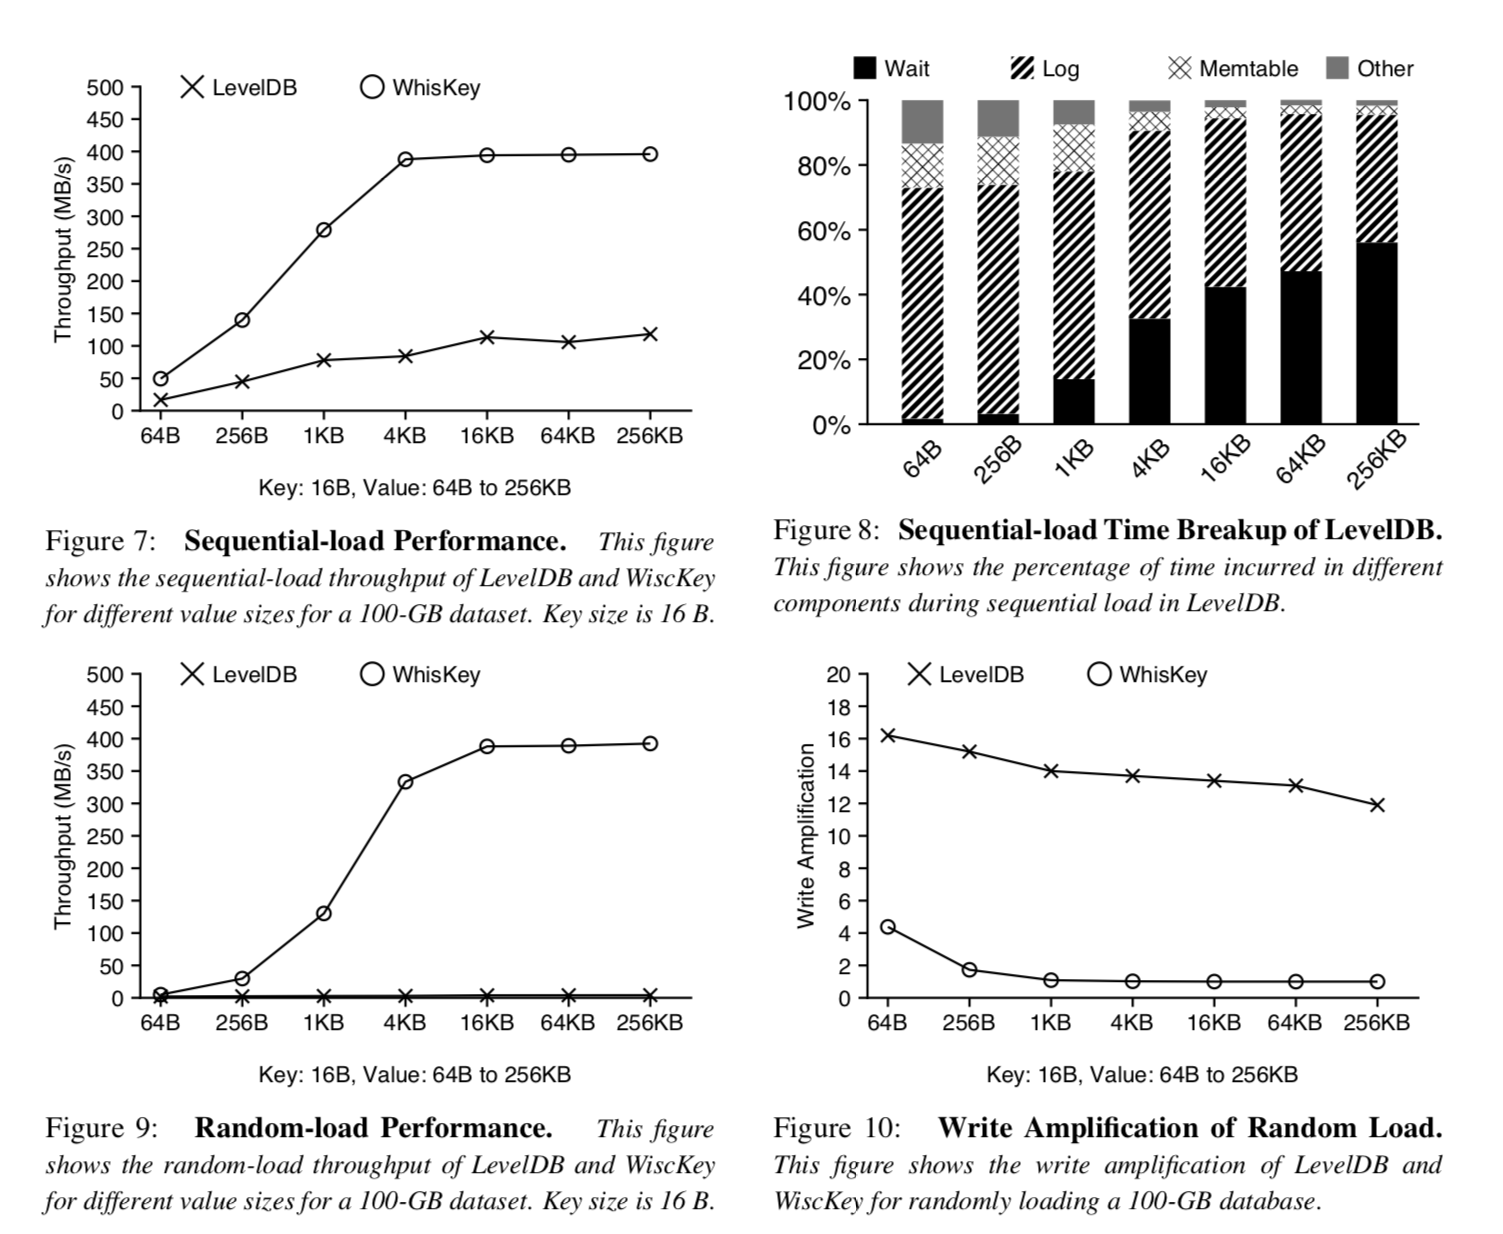 500
450
400
350
300
250
200
150
100
50
0
Throughput (MB/s)
LevelDB WhisKey
64B 256B 1KB 4KB 16KB 64KB 256KB
Key: 16B, Value: 64B to 256KB
Figure 7: Sequential-load Performance. This figure
shows the sequential-load throughput of LevelDB and WiscKey
for different value sizes for a 100-GB dataset. Key size is 16 B.
Wait Log Memtable Other
100%
80%
60%
40%
20%
0%
64B 256B 1KB 4KB 16KB 64KB 256KB
Figure 8: Sequential-load Time Breakup of LevelDB.
This figure shows the percentage of time incurred in different
components during sequential load in LevelDB.
500
450
400
350
300
250
200
150
100
50
0
Throughput (MB/s)
LevelDB WhisKey
64B 256B 1KB 4KB 16KB 64KB 256KB
Key: 16B, Value: 64B to 256KB
Figure 9: Random-load Performance. This figure
shows the random-load throughput of LevelDB and WiscKey
for different value sizes for a 100-GB dataset. Key size is 16 B.
20
18
16
14
12
10
8
6
4
2
0
Write Amplification
LevelDB WhisKey
64B 256B 1KB 4KB 16KB 64KB 256KB
Key: 16B, Value: 64B to 256KB
Figure 10: Write Amplification of Random Load.
This figure shows the write amplification of LevelDB and
WiscKey for randomly loading a 100-GB database.